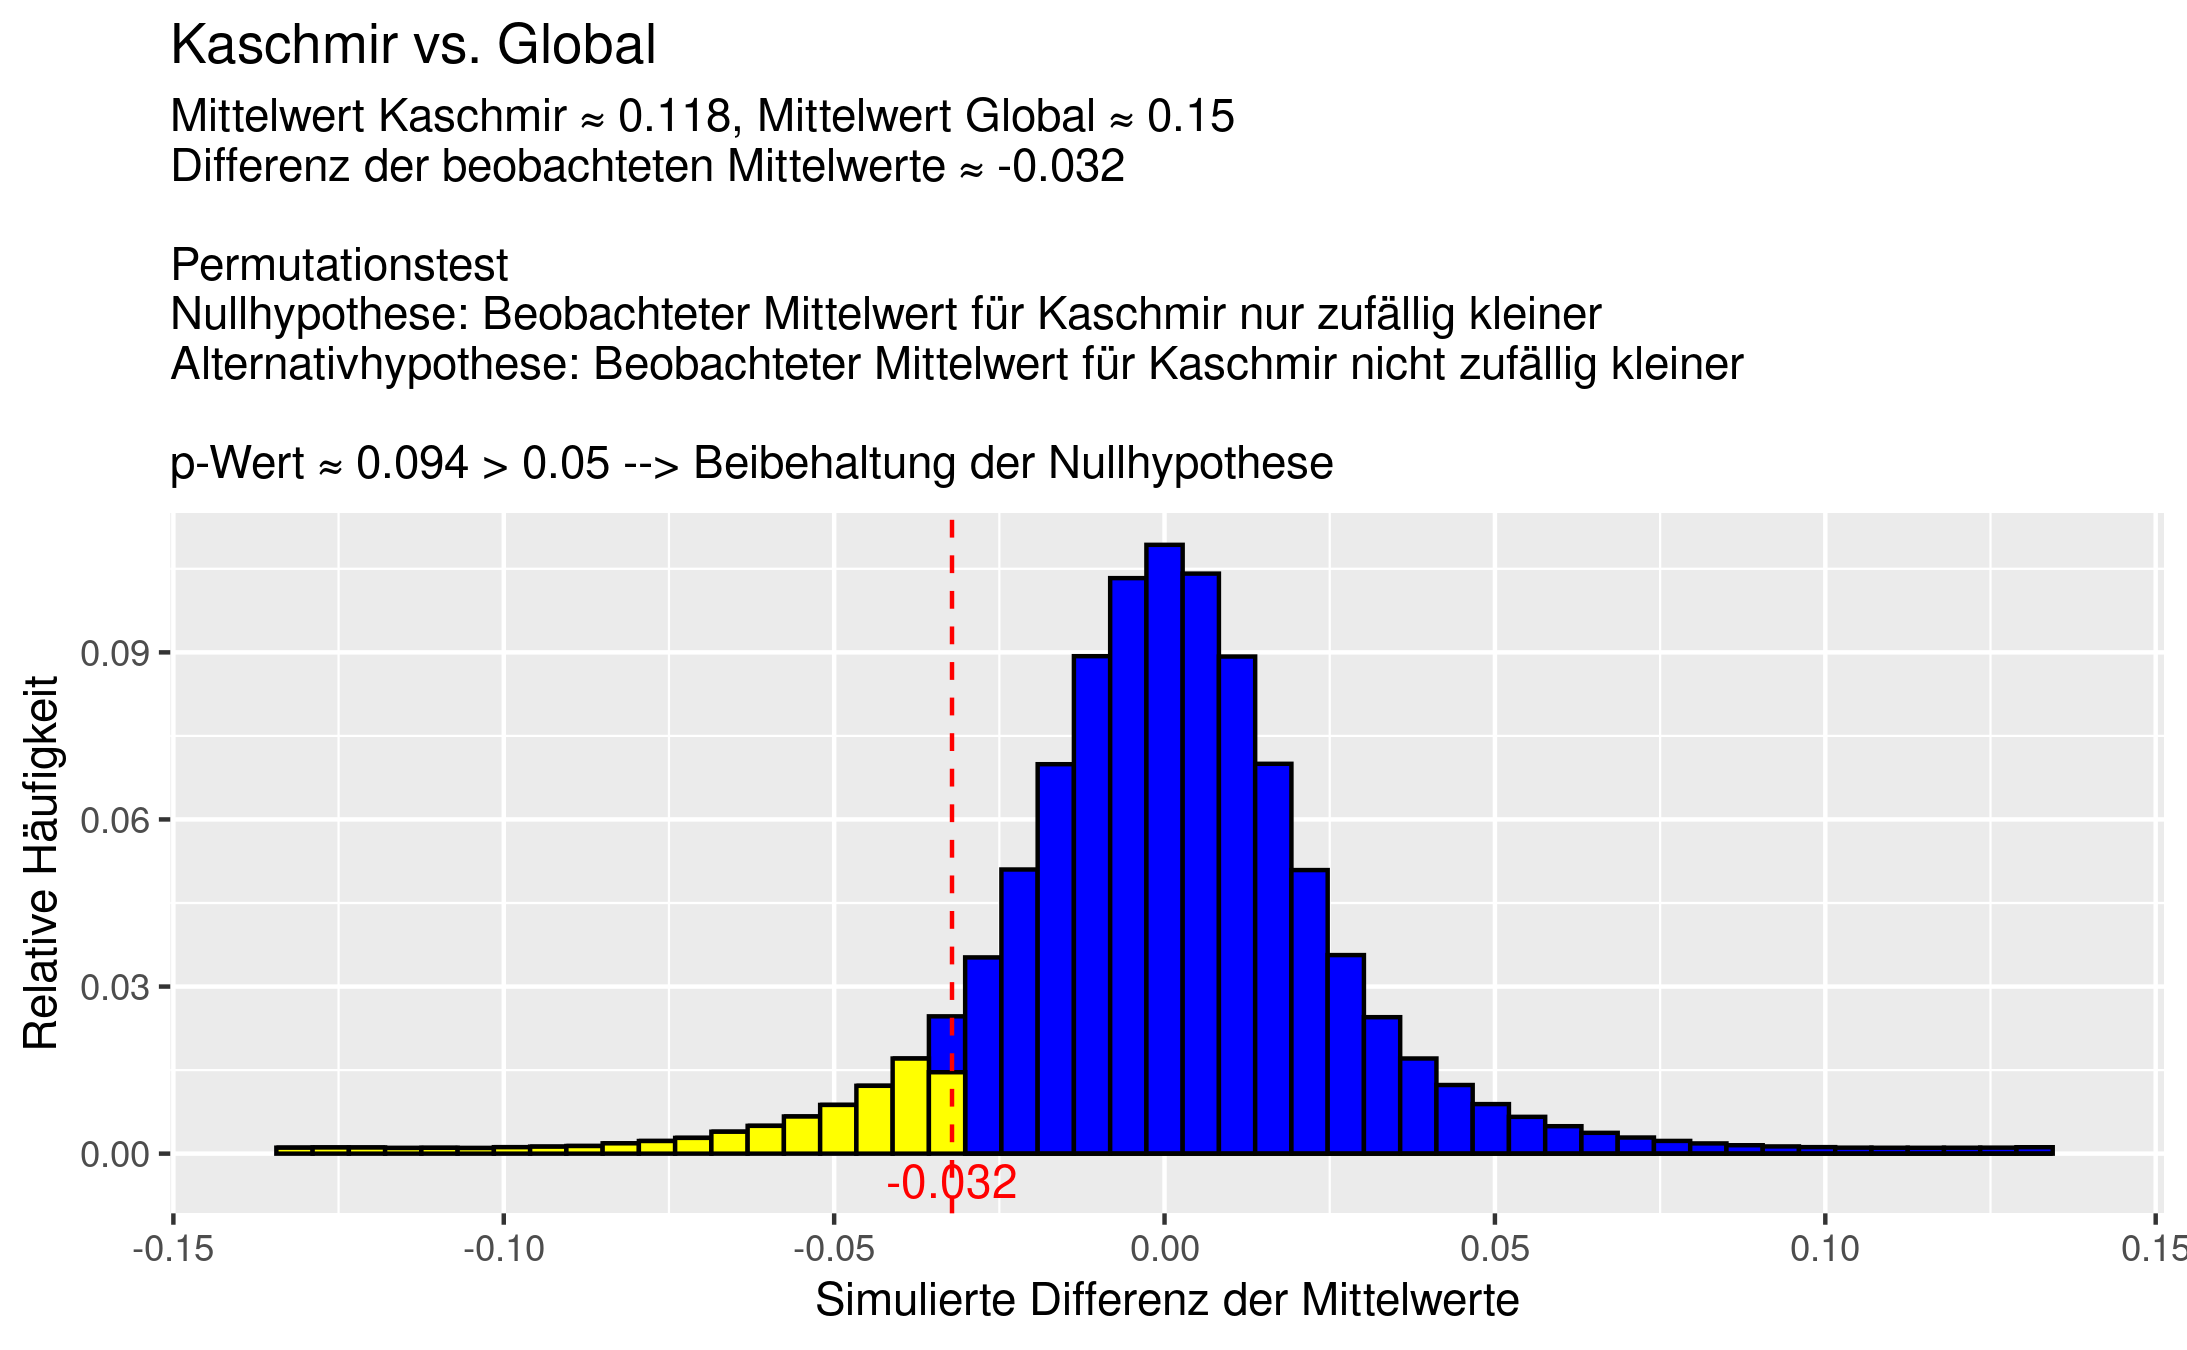 Kaschmir vs. Global
Mittelwert Kaschmir ≈ 0.118, Mittelwert Global ≈ 0.15
Differenz der beobachteten Mittelwerte ≈ -0.032
Permutationstest
Nullhypothese: Beobachteter Mittelwert für Kaschmir nur zufällig kleiner
Alternativhypothese: Beobachteter Mittelwert für Kaschmir nicht zufällig kleiner
p-Wert ≈ 0.094 > 0.05 --> Beibehaltung der Nullhypothese
Relative Häufigkeit
0.09
0.06
0.03
0.00
-0.032
-0.15 -0.10 -0.05 0.00 0.05 0.10 0.15
Simulierte Differenz der Mittelwerte